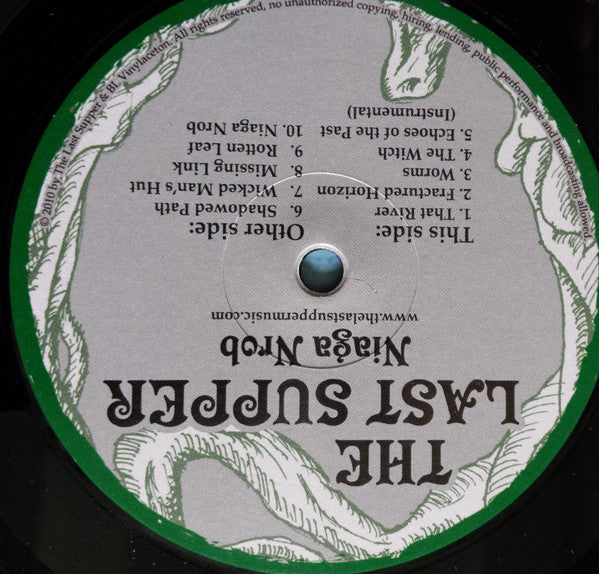 THE
LAST SUPPER
Niaġa Nrob
www.thelastsuppermusic.com
This side:
1. That River
2. Fractured Horizon
3. Worms
4. The Witch
5. Echoes of the Past
(Instrumental)
Other side:
6. Shadowed Path
7. Wicked Man's Hut
8. Missing Link
9. Rotten Leaf
10. Niaga Nrob
© 2010 by The Last Supper & BL Vinylaceton. All rights reserved, no unauthorized copying, hiring, lending, public performance and broadcasting allowed.